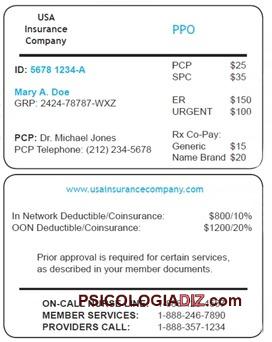 USA
Insurance
Company
PPO
ID: 5678 1234-A
Mary A. Doe
GRP: 2424-78787-WXZ
PCP: Dr. Michael Jones
PCP Telephone: (212) 234-5678
PCP $25
SPC $35
ER $150
URGENT $100
Rx Co-Pay:
Generic $15
Name Brand $20
www.usainsurancecompany.com
In Network Deductible/Coinsurance: $800/10%
OON Deductible/Coinsurance: $1200/20%
Prior approval is required for certain services,
as described in your member documents.
ON-CALL NURSE LINE:
PSICOLOGIADIZ.com
MEMBER SERVICES: 1-888-246-7890
PROVIDERS CALL: 1-888-357-1234